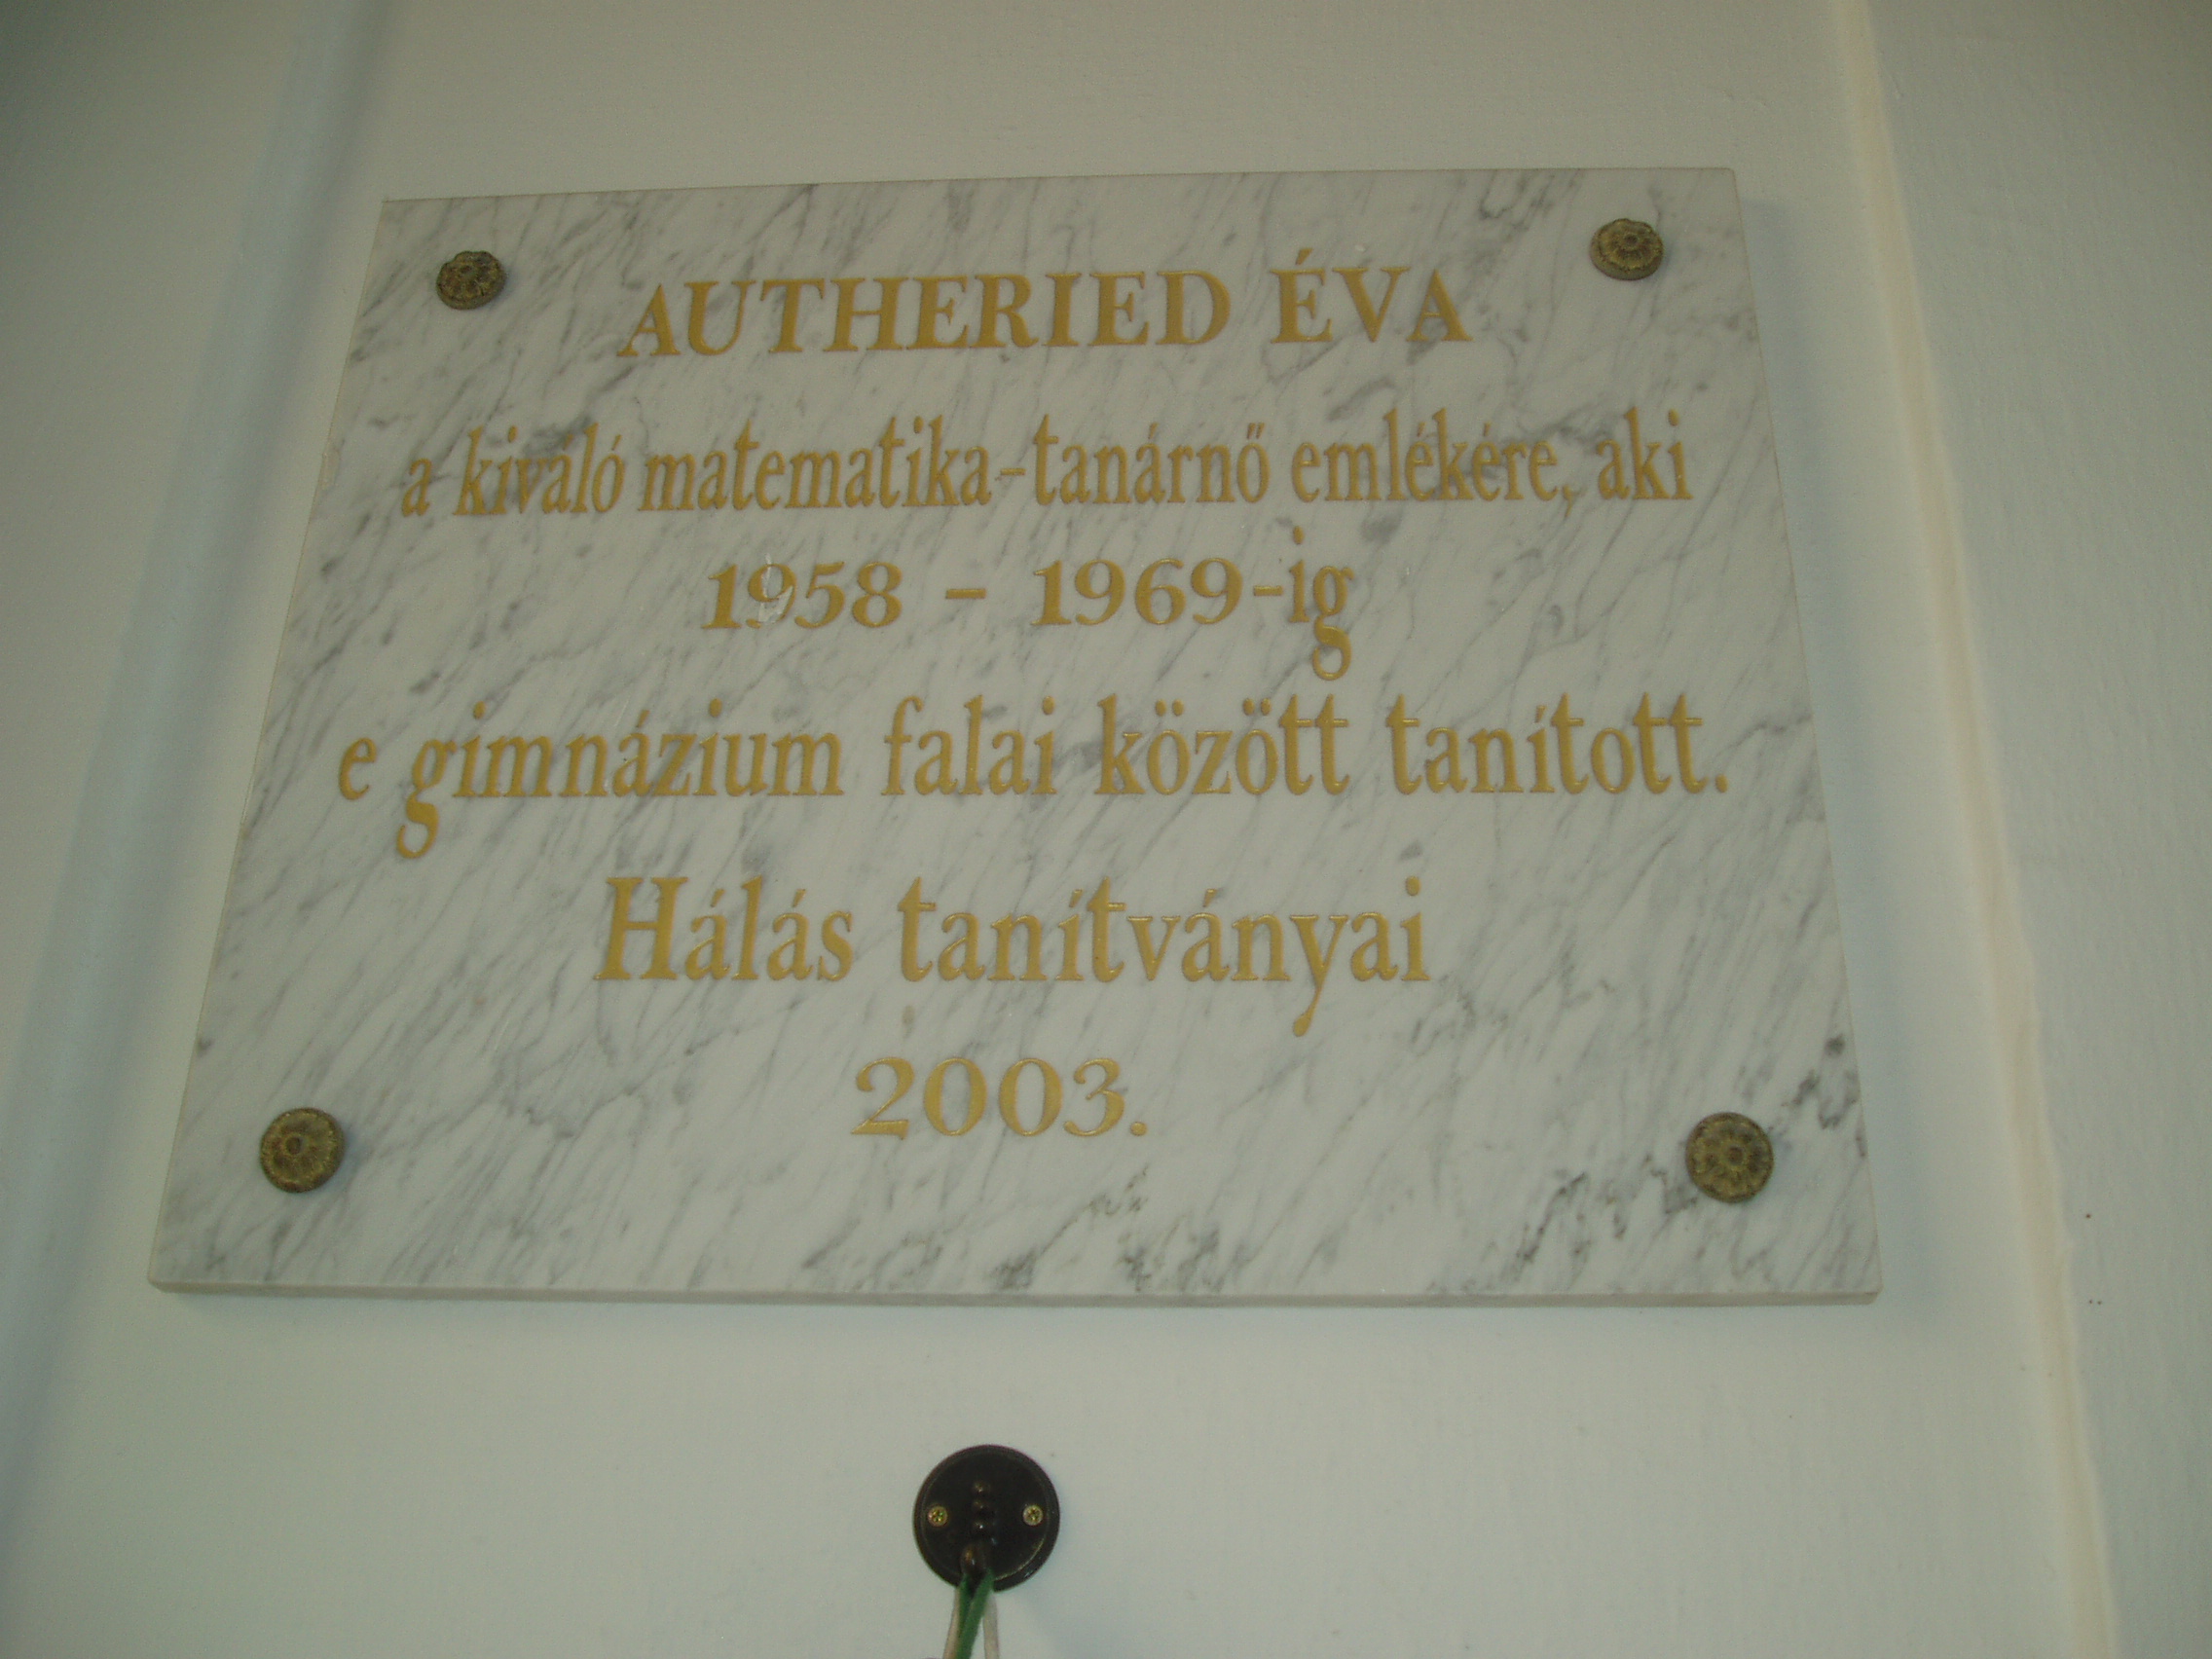 AUTHERIED ÉVA
a kiváló matematika-tanárnő emlékére, aki
1958 - 1969-ig
e gimnázium falai között tanított.
Hálás tanítványai
2003.